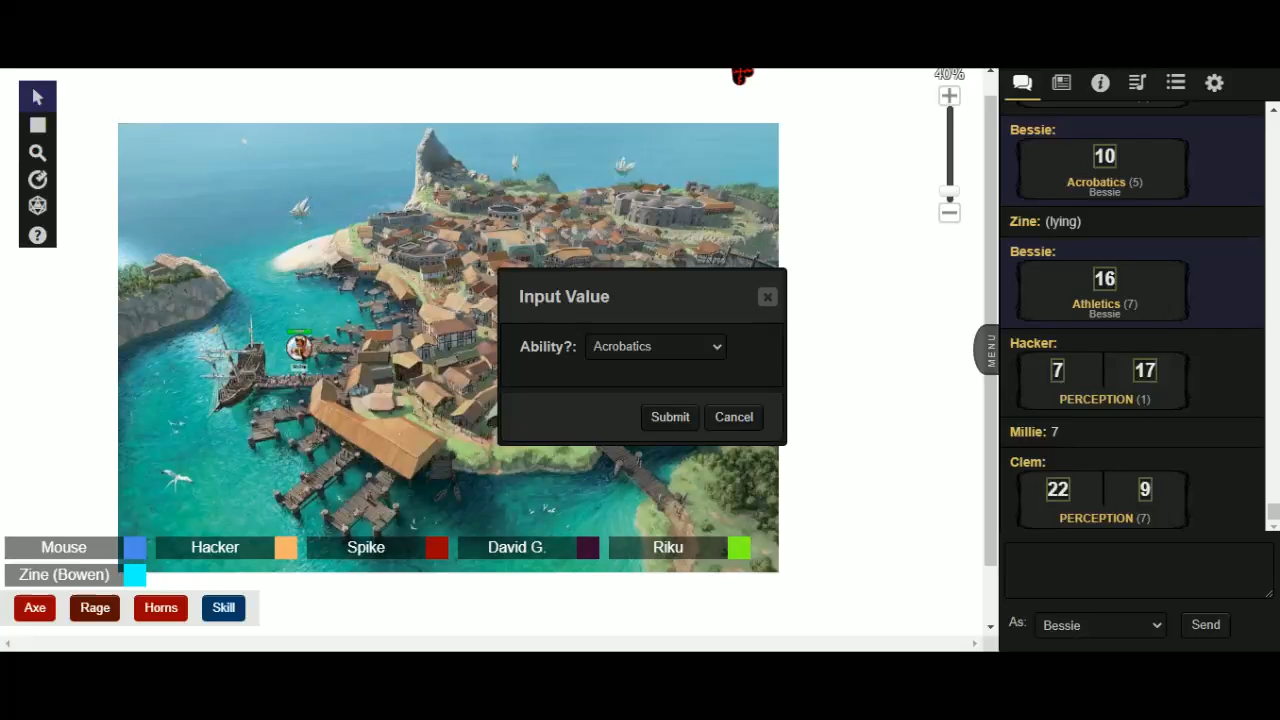 40%
Bessie:
10
Acrobatics (5)
Bessie
Zine: (lying)
Bessie:
16
Athletics (7)
Bessie
Hacker:
7 17
PERCEPTION (1)
Millie: 7
Clem:
22 9
PERCEPTION (7)
MENU
Input Value
Ability?: Acrobatics
Submit Cancel
Mouse Hacker Spike David G. Riku
Zine (Bowen)
Axe Rage Horns Skill
As: Bessie Send